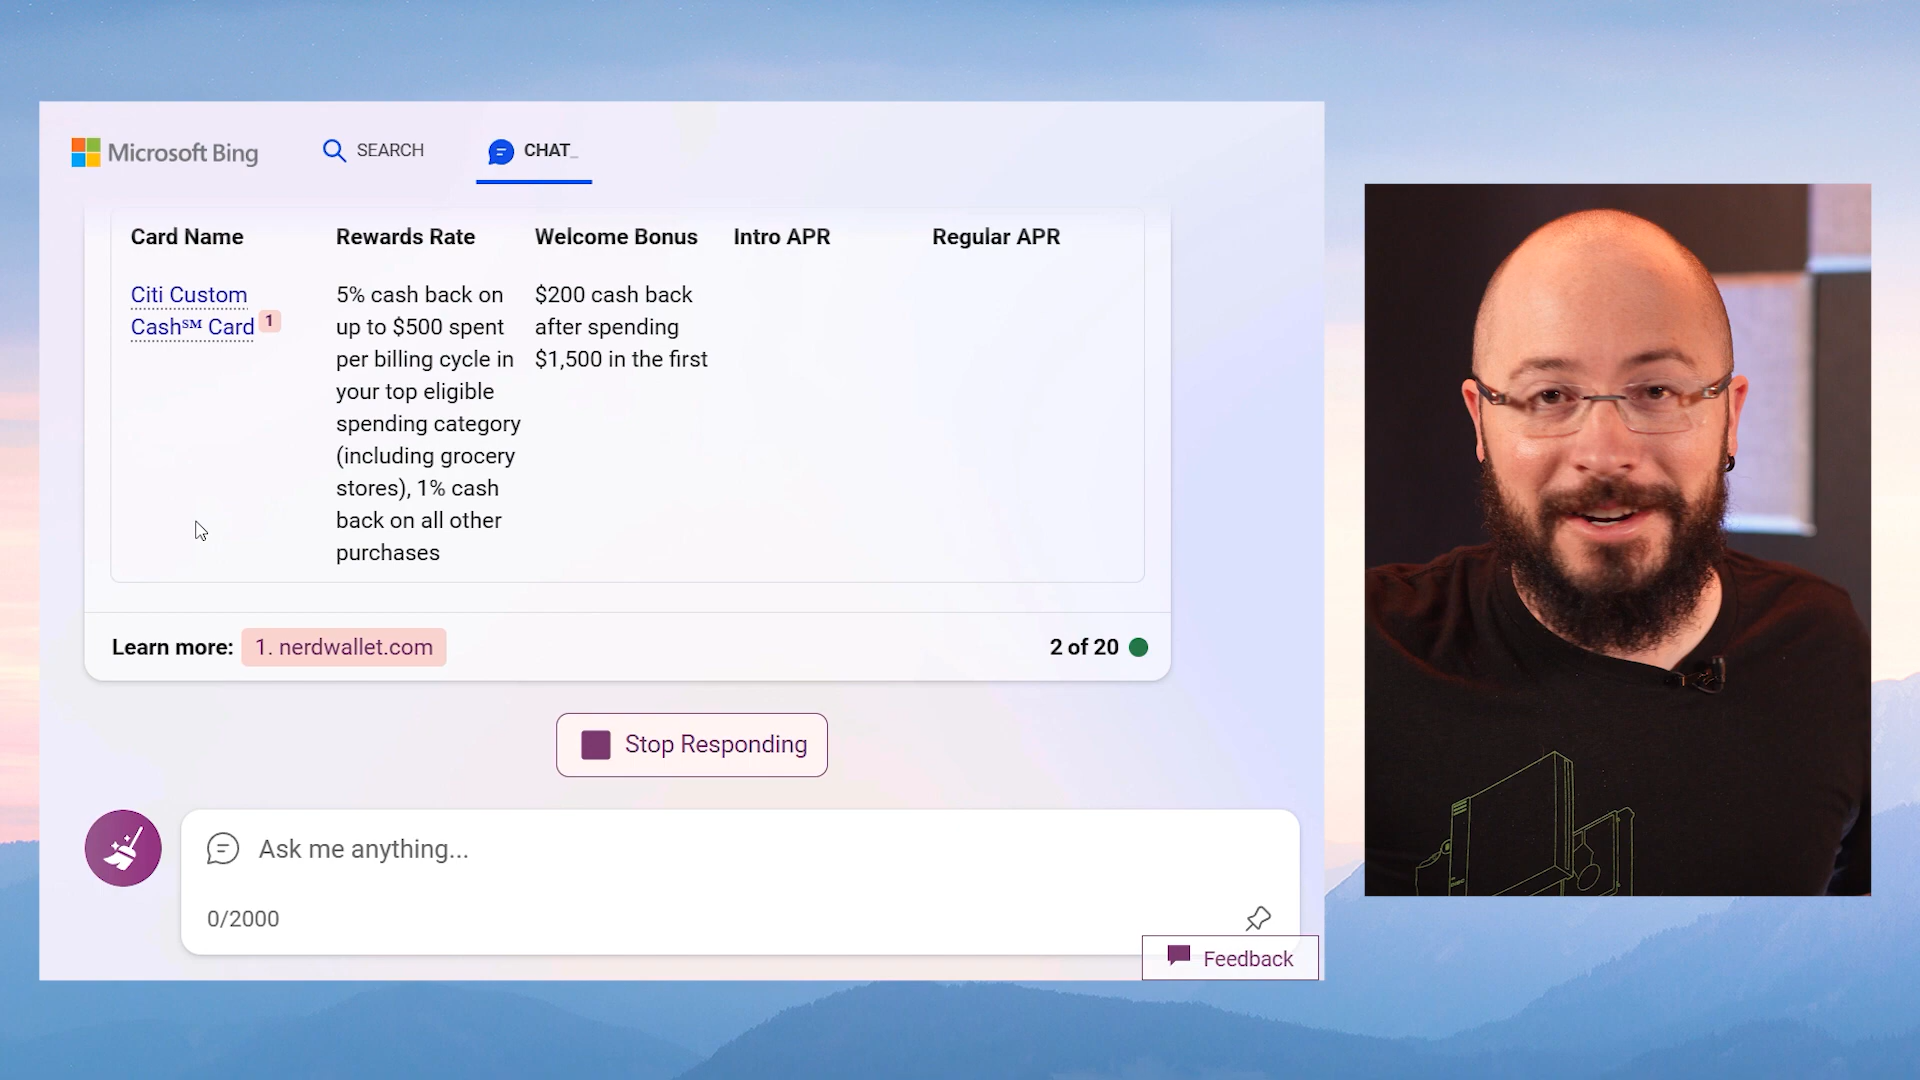 Microsoft Bing
SEARCH
CHAT
Card Name
Rewards Rate
Welcome Bonus
Intro APR
Regular APR
Citi Custom
Cash℠ Card 1
5% cash back on
up to $500 spent
per billing cycle in
your top eligible
spending category
(including grocery
stores), 1% cash
back on all other
purchases
$200 cash back
after spending
$1,500 in the first
Learn more: 1. nerdwallet.com
2 of 20
Stop Responding
Ask me anything...
0/2000
Feedback